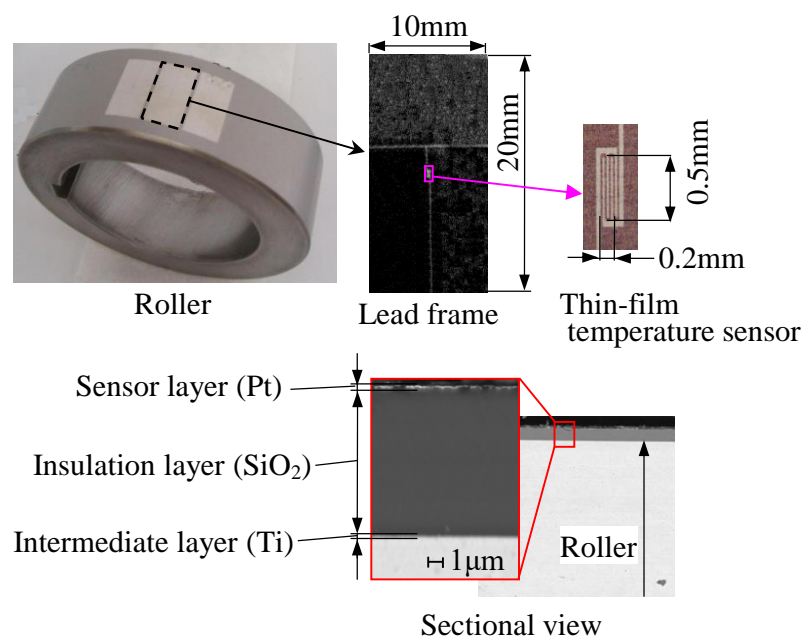 10mm
20mm
0.5mm
0.2mm
Roller
Lead frame
Thin-film
temperature sensor
Sensor layer (Pt)
Insulation layer (SiO₂)
Intermediate layer (Ti)
1μm
Roller
Sectional view